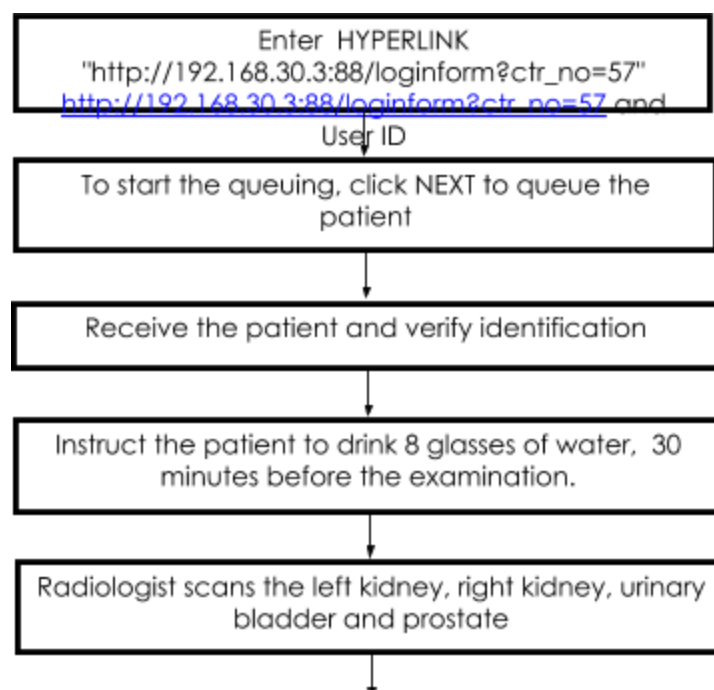 Enter HYPERLINK
"http://192.168.30.3:88/loginform?ctr_no=57"
http://192.168.30.3:88/loginform?ctr_no=57 and
User ID
To start the queuing, click NEXT to queue the
patient
Receive the patient and verify identification
Instruct the patient to drink 8 glasses of water, 30
minutes before the examination.
Radiologist scans the left kidney, right kidney, urinary
bladder and prostate